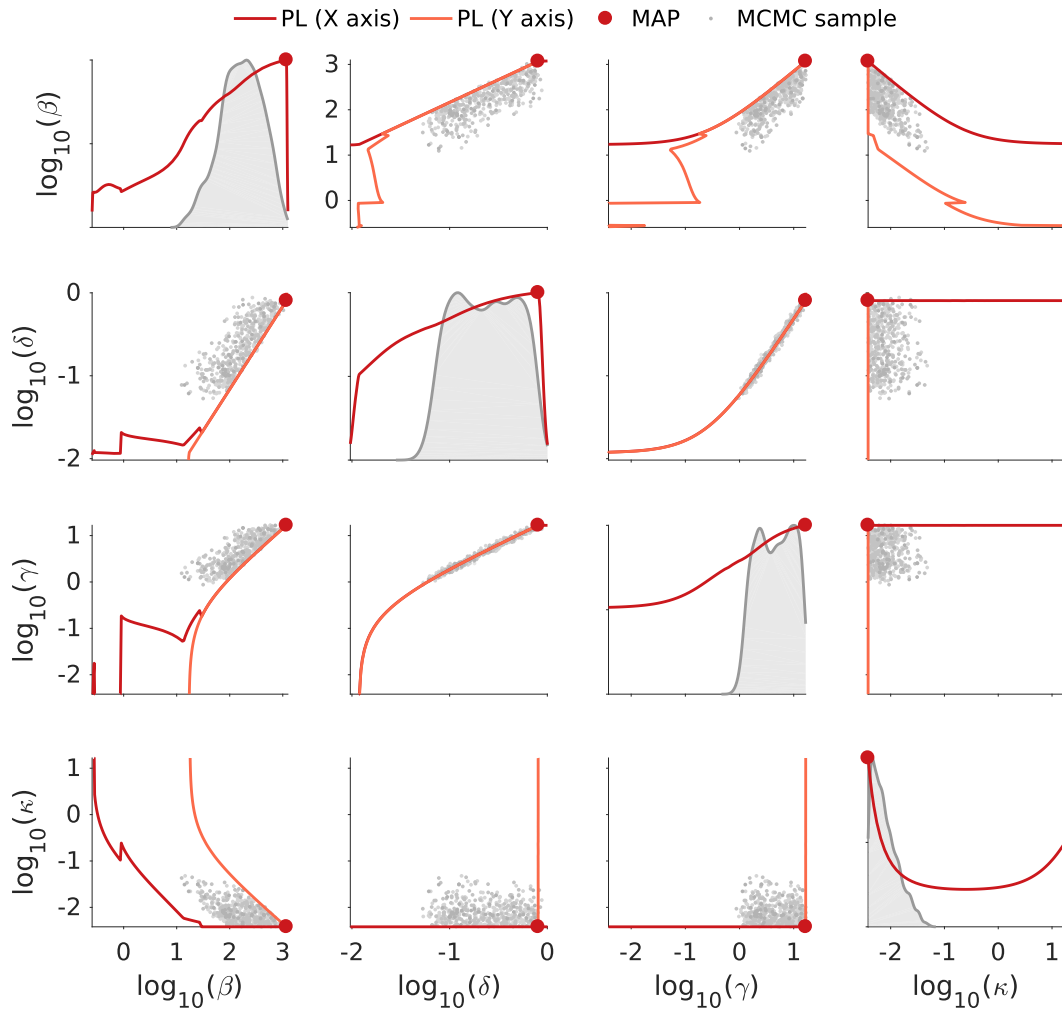 PL (X axis) PL (Y axis) MAP MCMC sample
log10(β) 3 2 1 0
log10(δ) 0 -1 -2
log10(γ) 1 0 -1 -2
log10(κ) 1 0 -1 -2
0 1 2 3 -2 -1 0 -2 -1 0 1 -2 -1 0 1
log10(β) log10(δ) log10(γ) log10(κ)